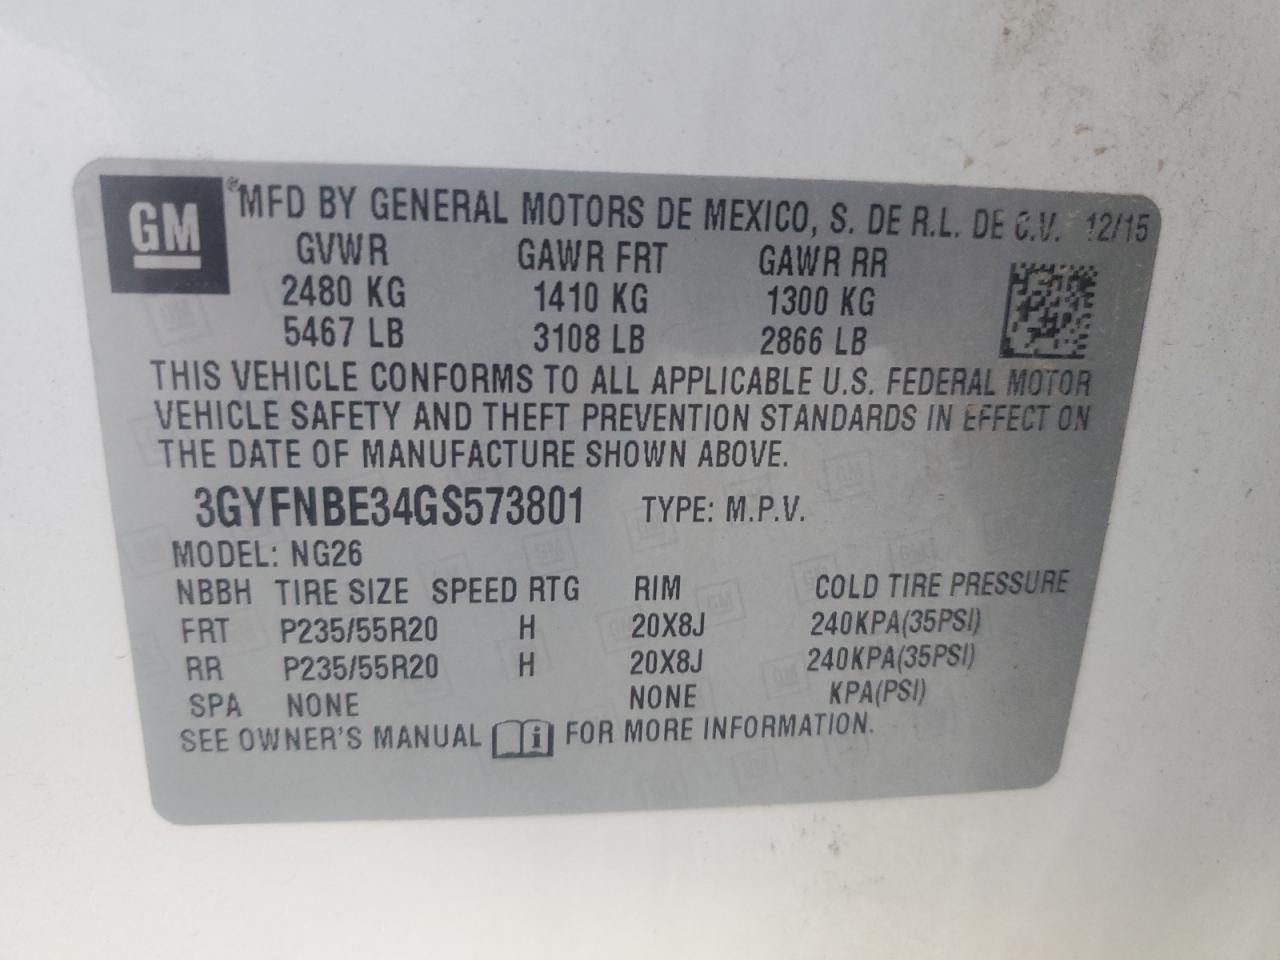 GM ® MFD BY GENERAL MOTORS DE MEXICO, S. DE R.L. DE C.V. 12/15
GVWR GAWR FRT GAWR RR
2480 KG 1410 KG 1300 KG
5467 LB 3108 LB 2866 LB
THIS VEHICLE CONFORMS TO ALL APPLICABLE U.S. FEDERAL MOTOR
VEHICLE SAFETY AND THEFT PREVENTION STANDARDS IN EFFECT ON
THE DATE OF MANUFACTURE SHOWN ABOVE.
3GYFNBE34GS573801 TYPE: M.P.V.
MODEL: NG26
NBBH TIRE SIZE SPEED RTG RIM COLD TIRE PRESSURE
FRT P235/55R20 H 20X8J 240KPA(35PSI)
RR P235/55R20 H 20X8J 240KPA(35PSI)
SPA NONE NONE KPA(PSI)
SEE OWNER'S MANUAL i FOR MORE INFORMATION.